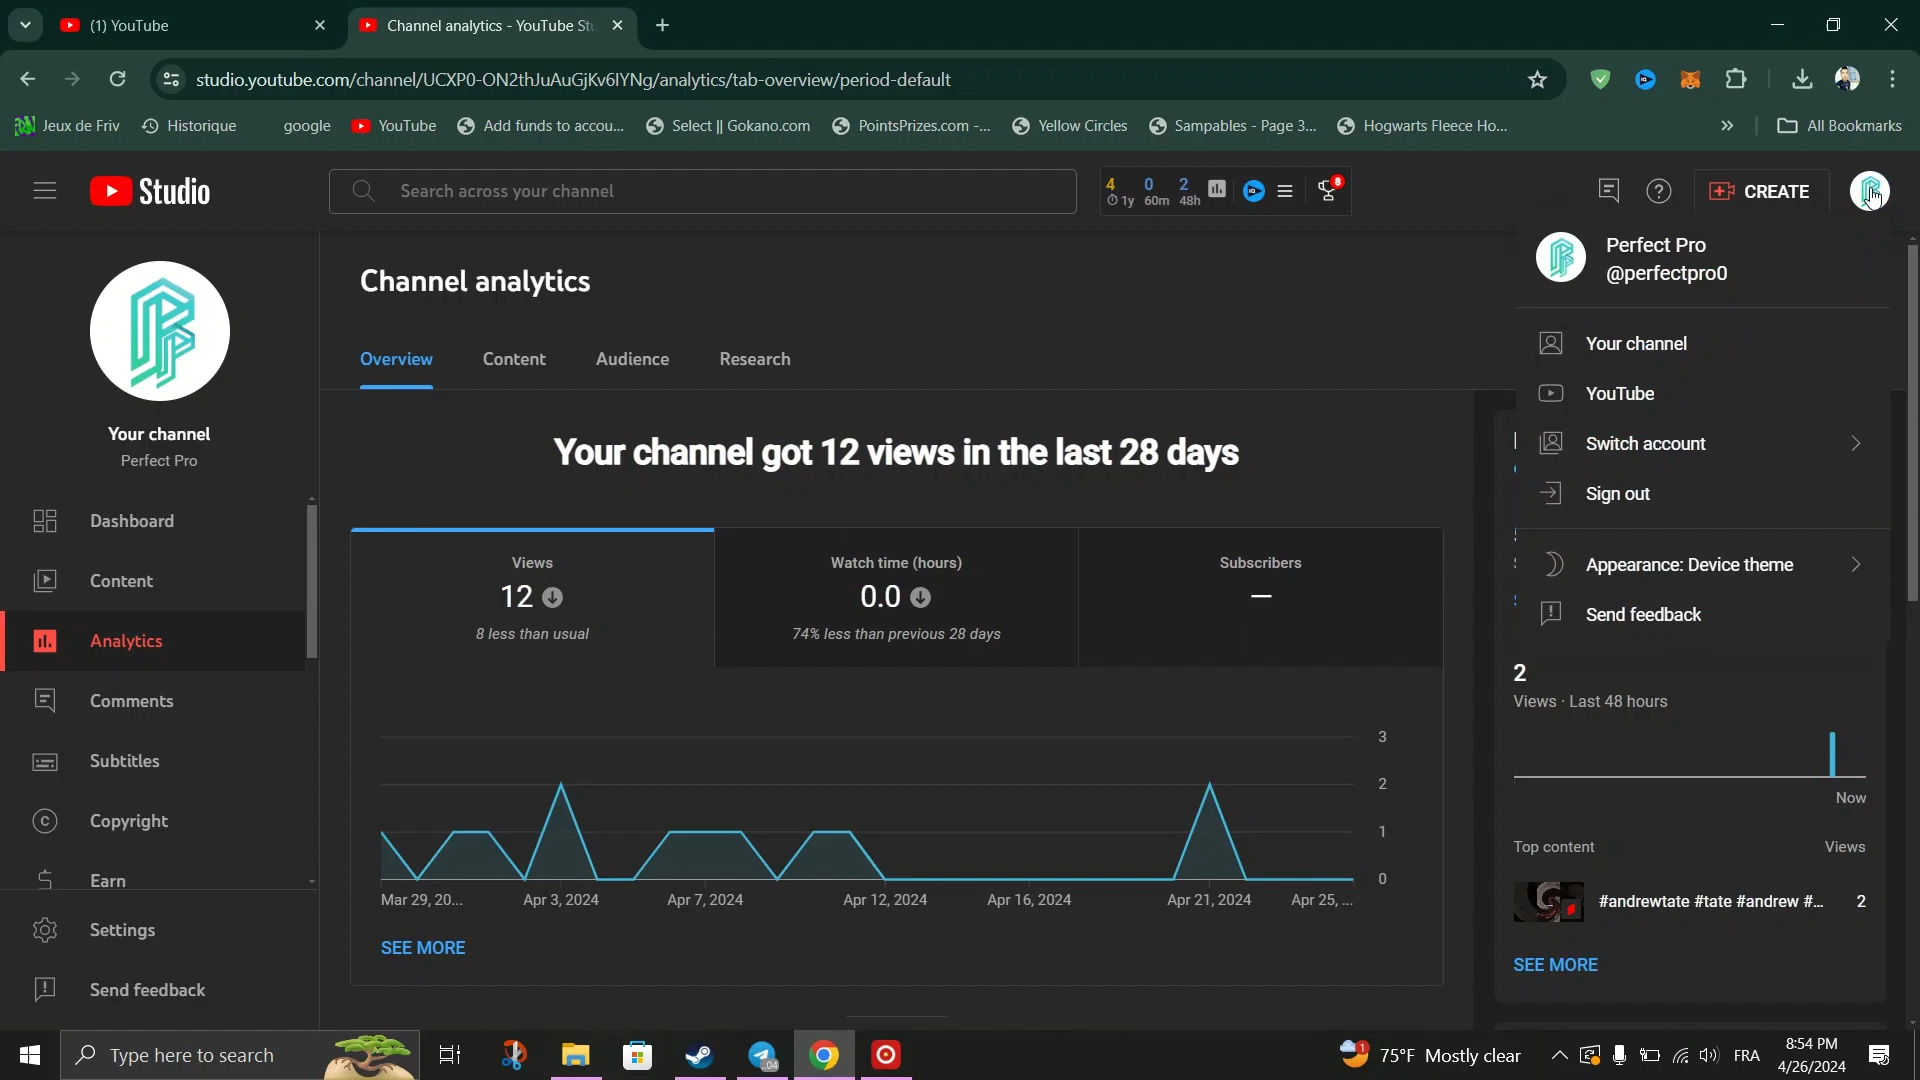 (1) YouTube
Channel analytics - YouTube Stu
studio.youtube.com/channel/UCXP0-ON2thJuAuGjKv6lYNg/analytics/tab-overview/period-default
Jeux de Friv
Historique
google
YouTube
Add funds to accou...
Select || Gokano.com
PointsPrizes.com -...
Yellow Circles
Sampables - Page 3...
Hogwarts Fleece Ho...
All Bookmarks
Studio
Search across your channel
4 0 2
1y 60m 48h
8
CREATE
Perfect Pro
@perfectpro0
Your channel
YouTube
Switch account
Sign out
Appearance: Device theme
Send feedback
Your channel
Perfect Pro
Dashboard
Content
Analytics
Comments
Subtitles
Copyright
Earn
Settings
Send feedback
Channel analytics
Overview
Content
Audience
Research
Your channel got 12 views in the last 28 days
Views
12
8 less than usual
Watch time (hours)
0.0
74% less than previous 28 days
Subscribers
—
3
2
1
0
Mar 29, 20...
Apr 3, 2024
Apr 7, 2024
Apr 12, 2024
Apr 16, 2024
Apr 21, 2024
Apr 25, ...
SEE MORE
2
Views · Last 48 hours
Now
Top content
Views
#andrewtate #tate #andrew #...
2
SEE MORE
Type here to search
04
1
75°F Mostly clear
FRA
8:54 PM
4/26/2024